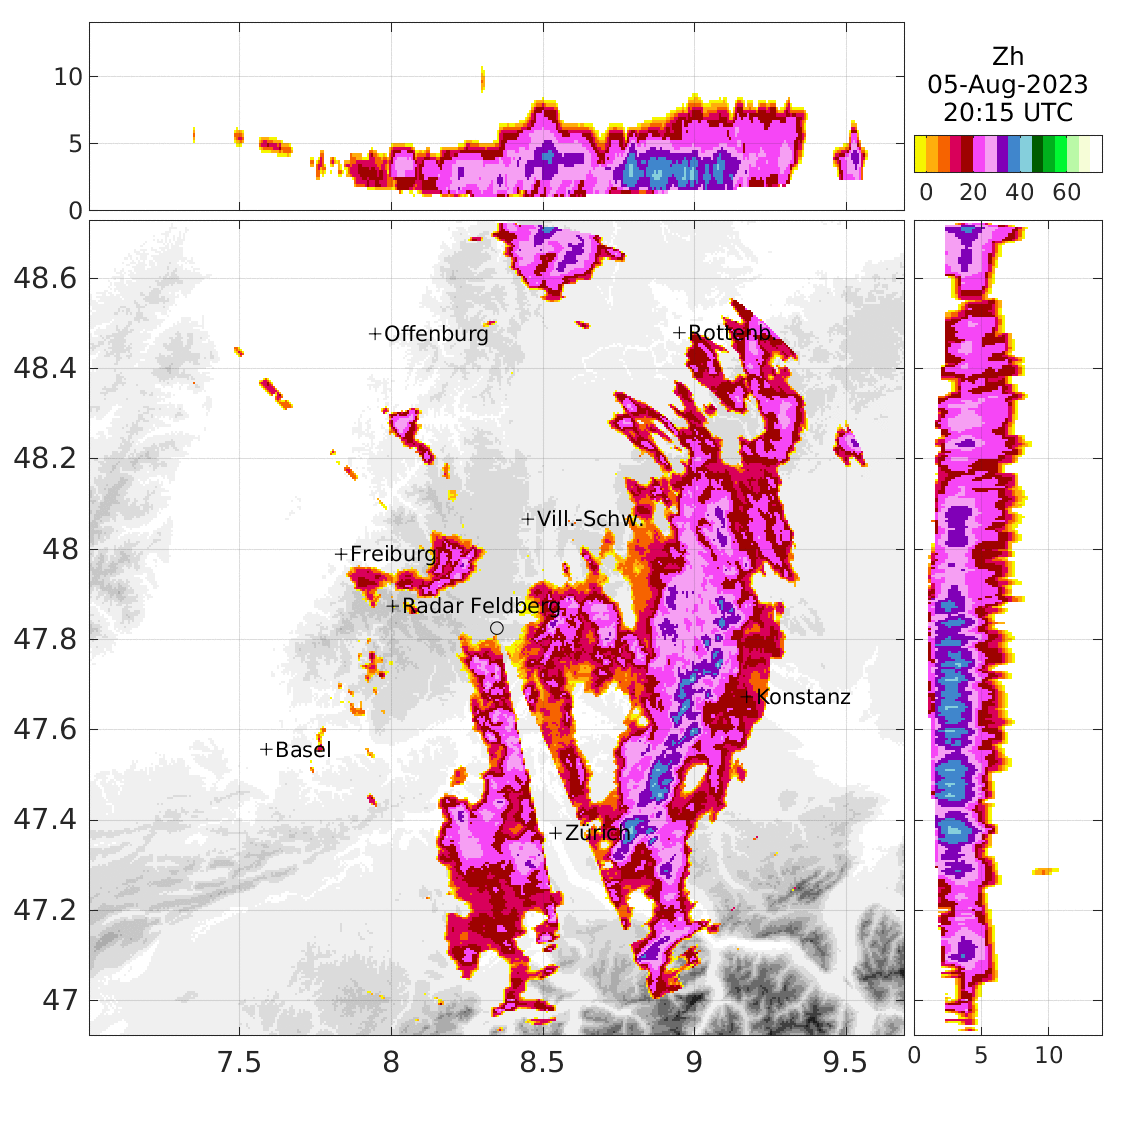 10
5
0
Zh
05-Aug-2023
20:15 UTC
0 20 40 60
48.6
48.4
48.2
48
47.8
47.6
47.4
47.2
47
+Offenburg
+Rottenb.
+Vill.-Schw.
+Freiburg
+Radar Feldberg
+Konstanz
+Basel
+Zürich
7.5 8 8.5 9 9.5
0 5 10